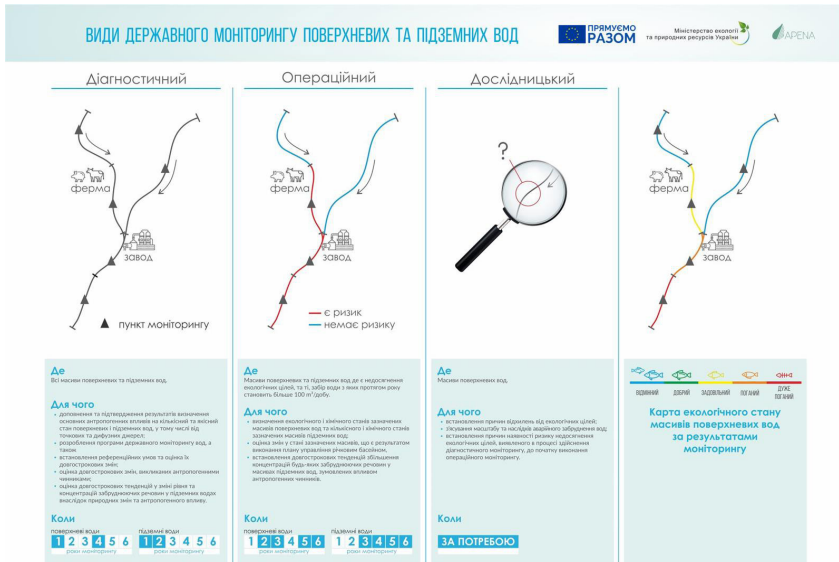 ВИДИ ДЕРЖАВНОГО МОНІТОРИНГУ ПОВЕРХНЕВИХ ТА ПІДЗЕМНИХ ВОД
ПРЯМУЄМО
РАЗОМ
Міністерство екології
та природних ресурсів України
APENA
Діагностичний
ферма
завод
пункт моніторингу
Де
Всі масиви поверхневих та підземних вод.
Для чого
• доповнення та підтвердження результатів визначення
основних антропогенних впливів на кількісний та якісний
стан поверхневих і підземних вод, у тому числі від
точкових та дифузних джерел;
• розроблення програми державного моніторингу вод, а
також
• встановлення референційних умов та оцінка їх
довгострокових змін;
• оцінка довгострокових змін, викликаних антропогенними
чинниками;
• оцінка довгострокових тенденцій у зміні рівня та
концентрацій забруднюючих речовин у підземних водах
внаслідок природних змін та антропогенного впливу.
Коли
поверхневі води
1 2 3 4 5 6
роки моніторингу
підземні води
1 2 3 4 5 6
роки моніторингу
Операційний
ферма
завод
є ризик
немає ризику
Де
Масиви поверхневих та підземних вод де є недосягнення
екологічних цілей, та ті, забір води з яких протягом року
становить більше 100 м³/добу.
Для чого
• визначення екологічного і хімічного станів зазначених
масивів поверхневих вод та кількісного і хімічного станів
зазначених масивів підземних вод;
• оцінка змін у стані зазначених масивів, що є результатом
виконання плану управління річковим басейном,
• встановлення довгострокових тенденцій збільшення
концентрацій будь-яких забруднюючих речовин у
масивах підземних вод, зумовлених впливом
антропогенних чинників.
Коли
поверхневі води
1 2 3 4 5 6
роки моніторингу
підземні води
1 2 3 4 5 6
роки моніторингу
Дослідницький
?
Де
Масиви поверхневих вод.
Для чого
• встановлення причин відхилень від екологічних цілей;
• з'ясування масштабу та наслідків аварійного забруднення вод;
• встановлення причин наявності ризику недосягнення
екологічних цілей, виявленого в процесі здійснення
діагностичного моніторингу, до початку виконання
операційного моніторингу.
Коли
ЗА ПОТРЕБОЮ
ферма
завод
ВІДМІННИЙ
ДОБРИЙ
ЗАДОВІЛЬНИЙ
ПОГАНИЙ
ДУЖЕ
ПОГАНИЙ
Карта екологічного стану
масивів поверхневих вод
за результатами
моніторингу